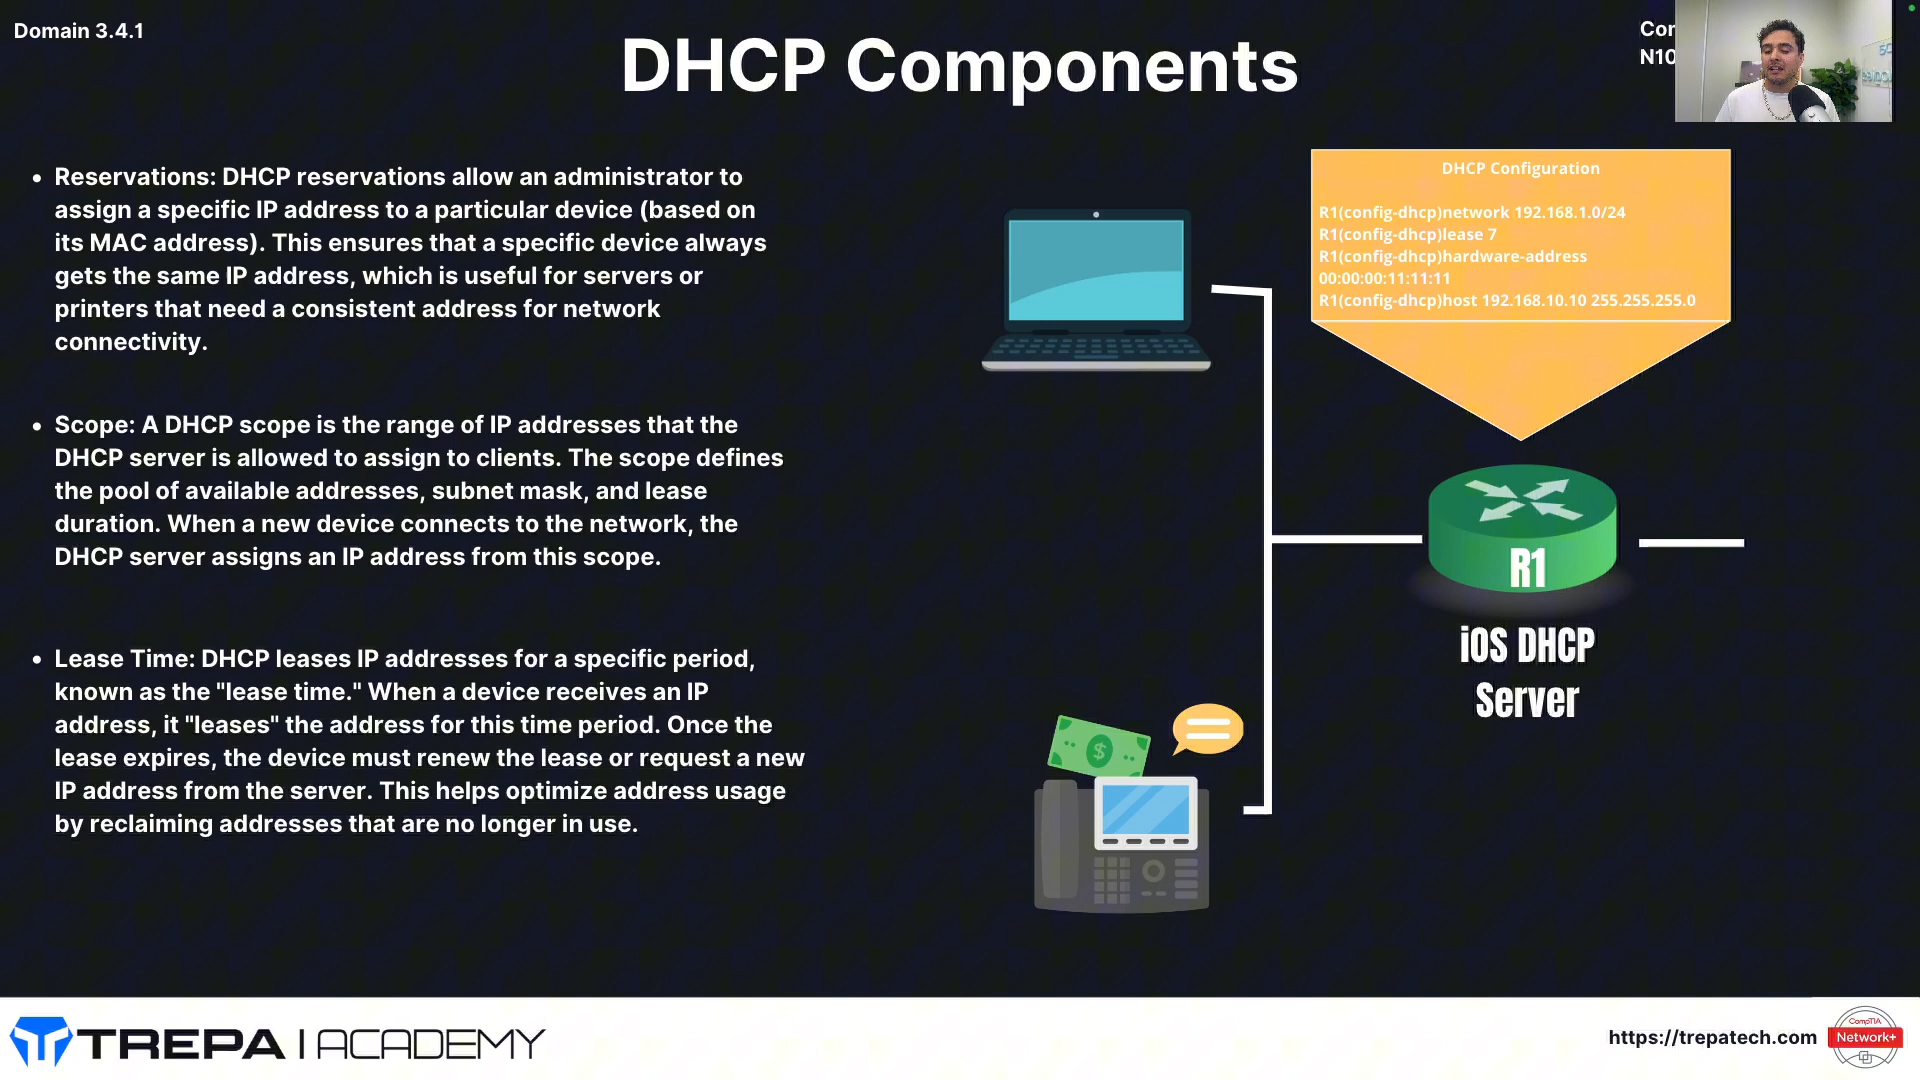 Domain 3.4.1
DHCP Components
Reservations: DHCP reservations allow an administrator to
assign a specific IP address to a particular device (based on
its MAC address). This ensures that a specific device always
gets the same IP address, which is useful for servers or
printers that need a consistent address for network
connectivity.
Scope: A DHCP scope is the range of IP addresses that the
DHCP server is allowed to assign to clients. The scope defines
the pool of available addresses, subnet mask, and lease
duration. When a new device connects to the network, the
DHCP server assigns an IP address from this scope.
Lease Time: DHCP leases IP addresses for a specific period,
known as the "lease time." When a device receives an IP
address, it "leases" the address for this time period. Once the
lease expires, the device must renew the lease or request a new
IP address from the server. This helps optimize address usage
by reclaiming addresses that are no longer in use.
DHCP Configuration
R1(config-dhcp)network 192.168.1.0/24
R1(config-dhcp)lease 7
R1(config-dhcp)hardware-address
00:00:00:11:11:11
R1(config-dhcp)host 192.168.10.10 255.255.255.0
$
R1
iOS DHCP
Server
TREPA | ACADEMY
https://trepatech.com
CompTIA
Network+